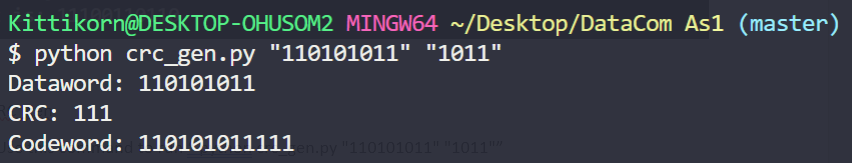 Kittikorn@DESKTOP-OHUSOM2 MINGW64 ~/Desktop/DataCom As1 (master)
$ python crc_gen.py "110101011" "1011"
Dataword: 110101011
CRC: 111
Codeword: 110101011111